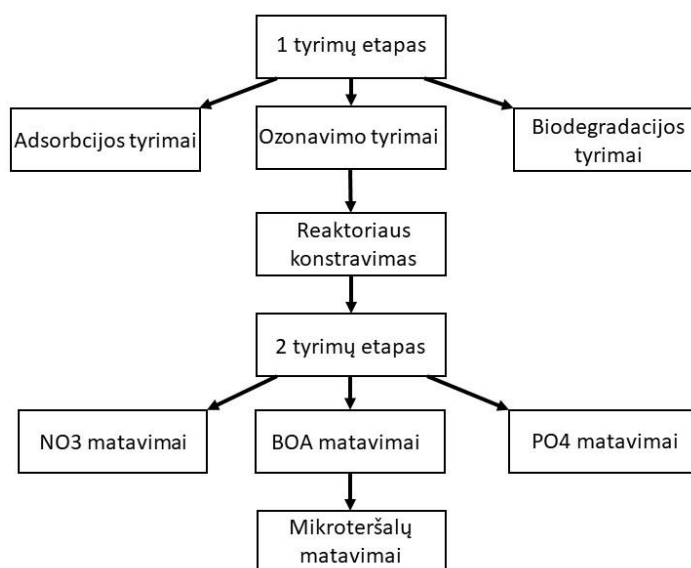 1 tyrimų etapas
Adsorbcijos tyrimai
Ozonavimo tyrimai
Biodegradacijos
tyrimai
Reaktoriaus
konstravimas
2 tyrimų etapas
NO3 matavimai
BOA matavimai
PO4 matavimai
Mikroteršalų
matavimai